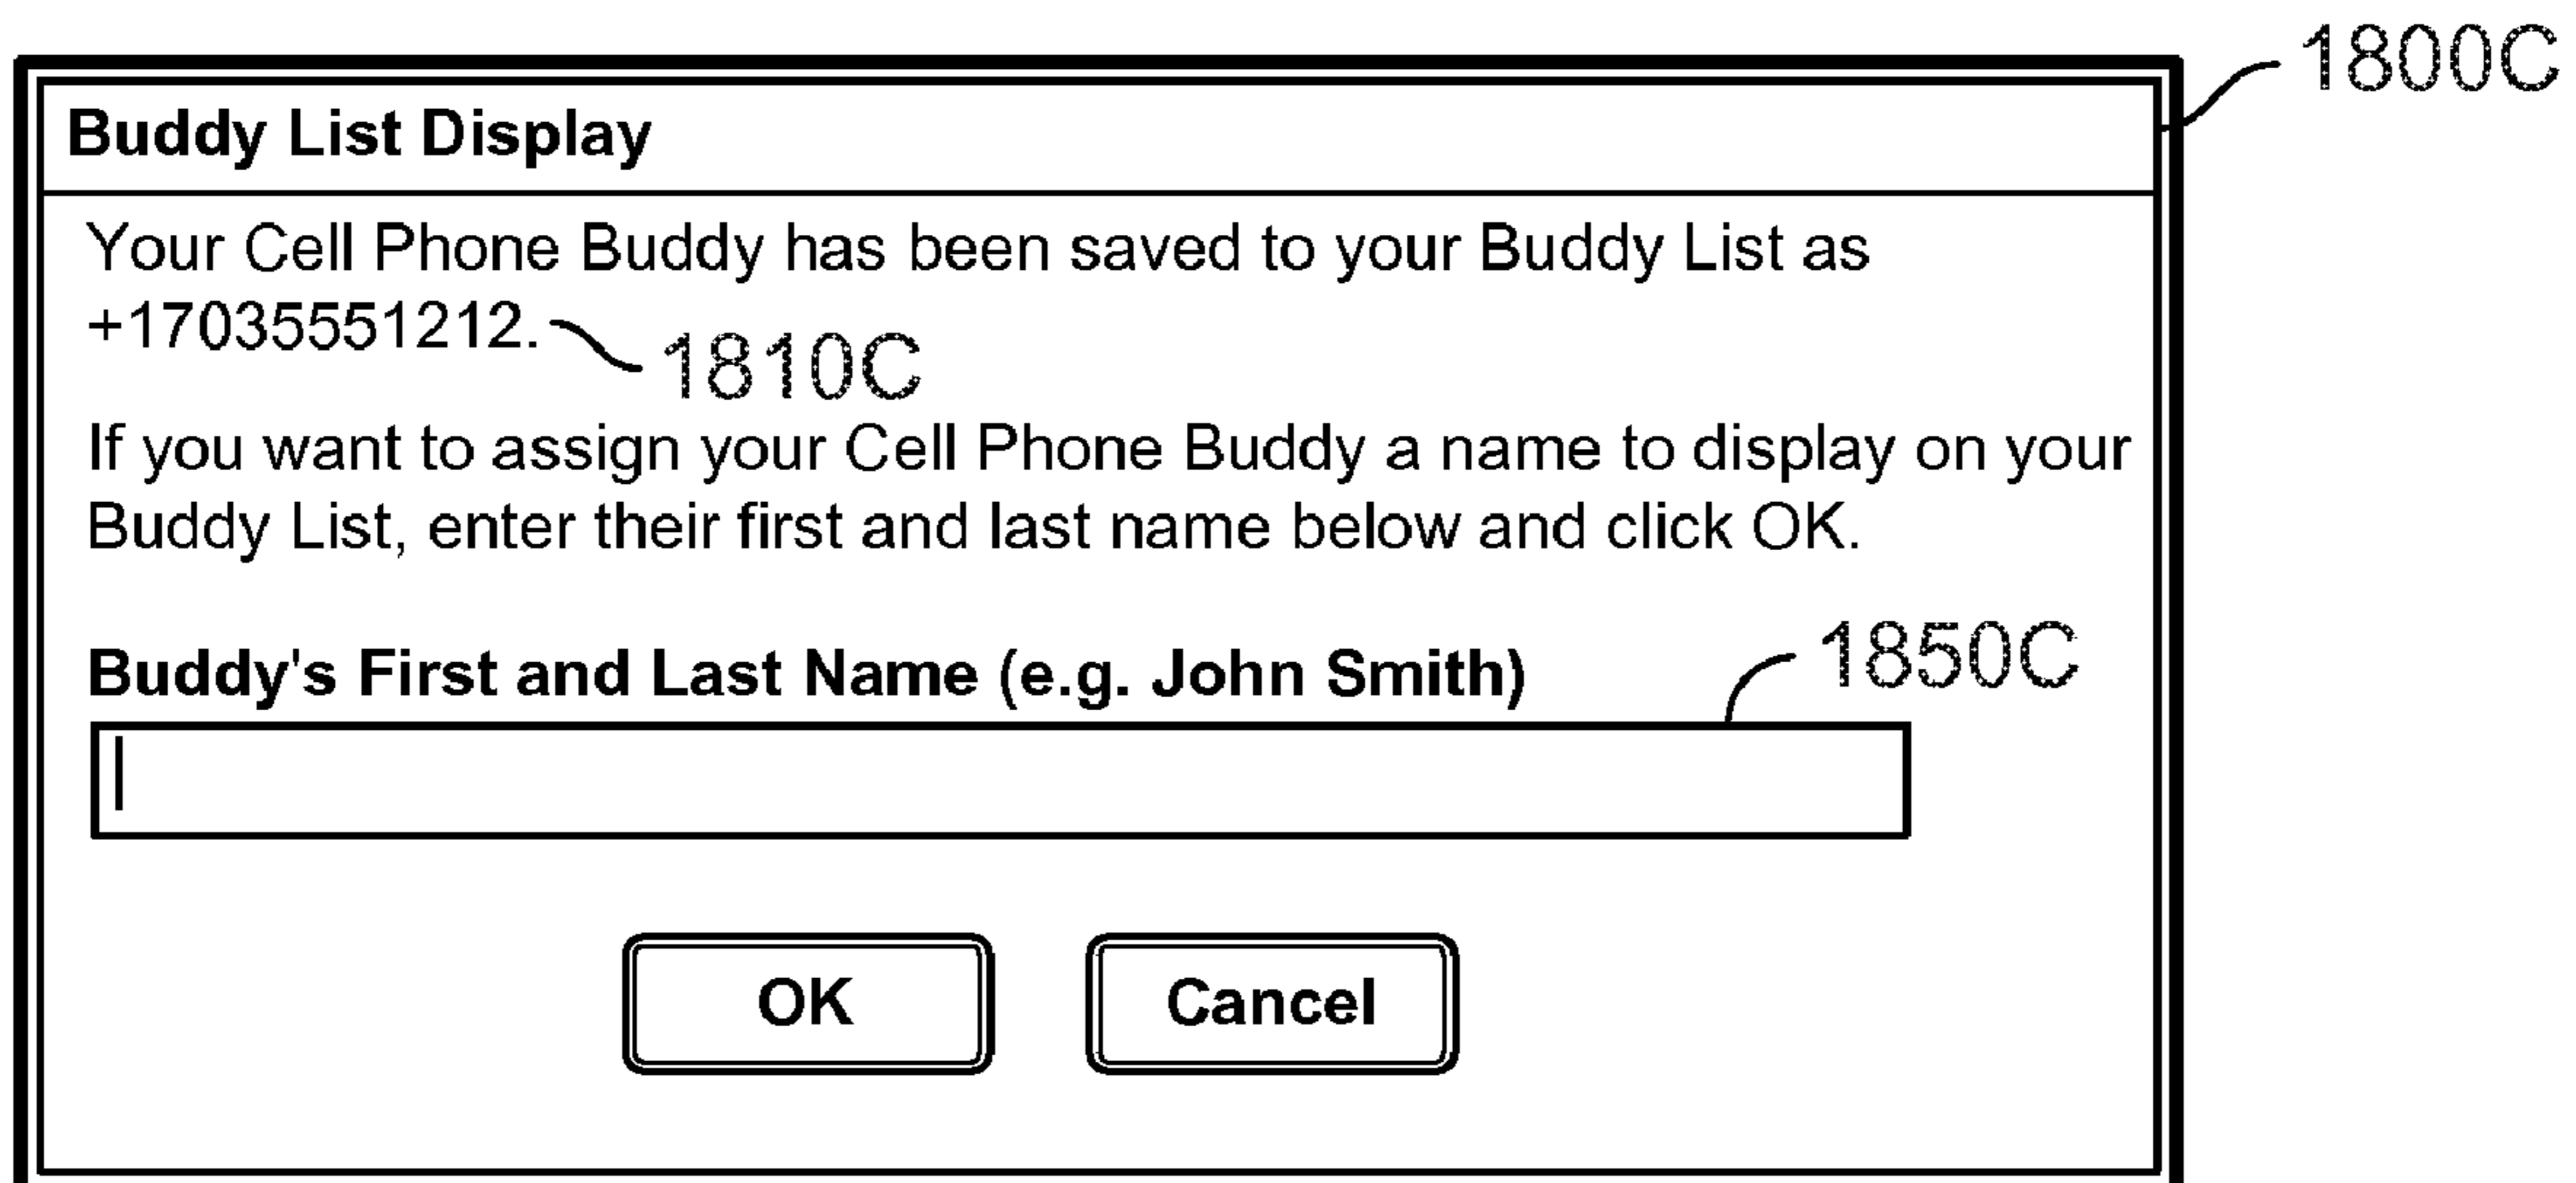 1800C
Buddy List Display
Your Cell Phone Buddy has been saved to your Buddy List as
+17035551212.
1810C
If you want to assign your Cell Phone Buddy a name to display on your
Buddy List, enter their first and last name below and click OK.
1850C
Buddy's First and Last Name (e.g. John Smith)
OK
Cancel